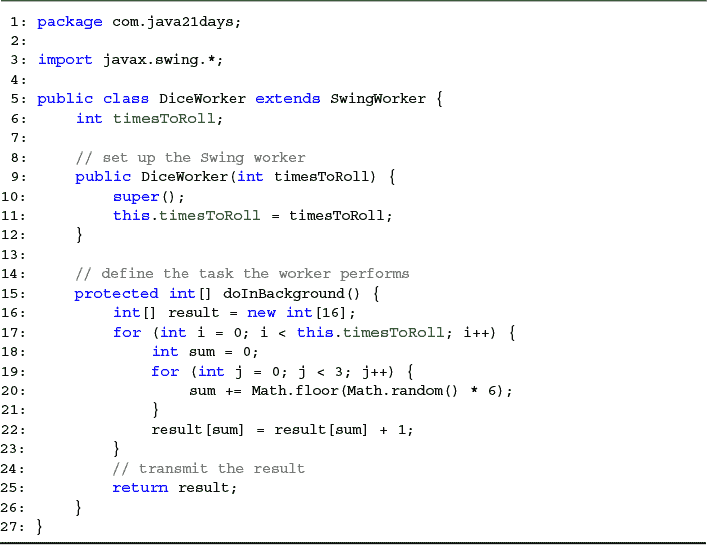 1: package com.java21days;
2:
3: import javax.swing.*;
4:
5: public class DiceWorker extends SwingWorker {
6:     int timesToRoll;
7:
8:     // set up the Swing worker
9:     public DiceWorker(int timesToRoll) {
10:         super();
11:         this.timesToRoll = timesToRoll;
12:     }
13:
14:     // define the task the worker performs
15:     protected int[] doInBackground() {
16:         int[] result = new int[16];
17:         for (int i = 0; i < this.timesToRoll; i++) {
18:             int sum = 0;
19:             for (int j = 0; j < 3; j++) {
20:                 sum += Math.floor(Math.random() * 6);
21:             }
22:             result[sum] = result[sum] + 1;
23:         }
24:         // transmit the result
25:         return result;
26:     }
27: }